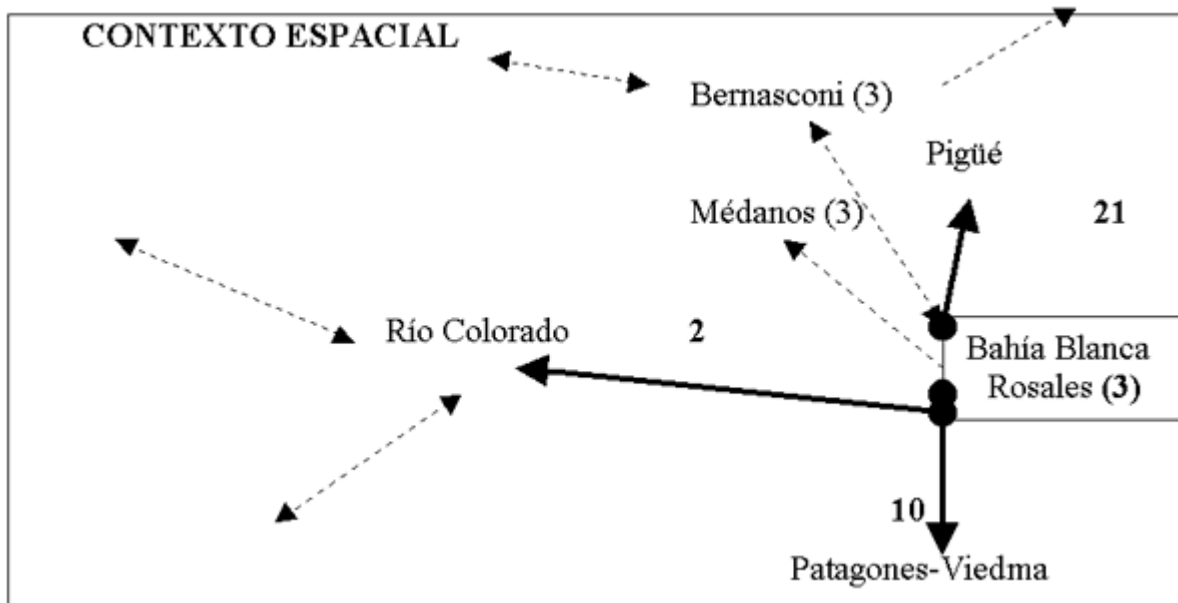 CONTEXTO ESPACIAL
Bernasconi (3)
Pigüé
Médanos (3)
21
Río Colorado
2
Bahía Blanca
Rosales (3)
10
Patagones-Viedma